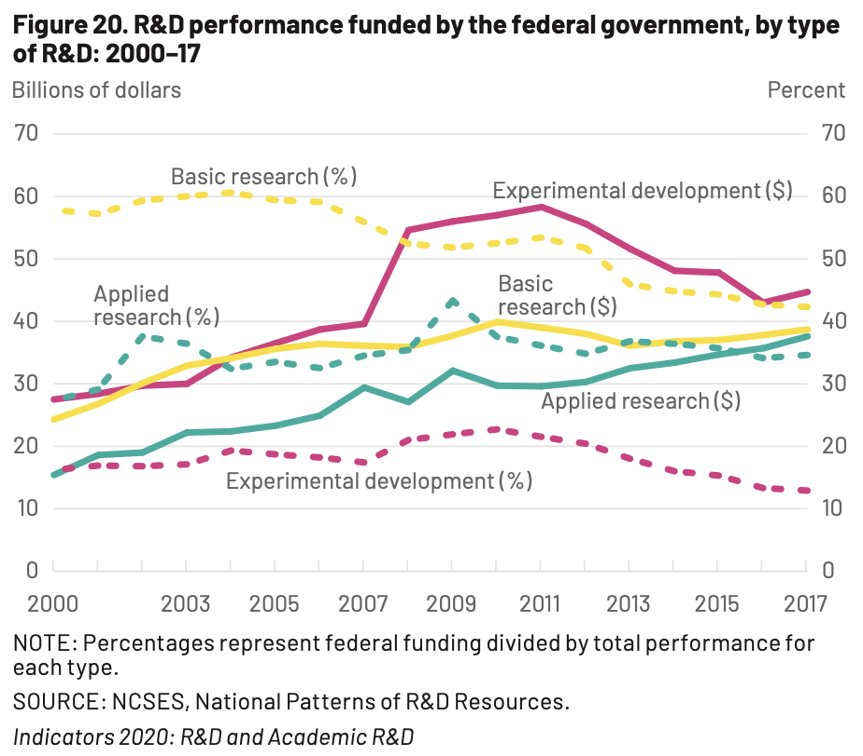 Figure 20. R&D performance funded by the federal government, by type
of R&D: 2000–17
Billions of dollars
Percent
70
70
Basic research (%)
60
Experimental development ($)
60
50
50
Applied
research (%)
Basic
research ($)
40
40
30
30
Applied research ($)
20
20
Experimental development (%)
10
10
0
0
2000 2003 2005 2007 2009 2011 2013 2015 2017
NOTE: Percentages represent federal funding divided by total performance for
each type.
SOURCE: NCSES, National Patterns of R&D Resources.
Indicators 2020: R&D and Academic R&D